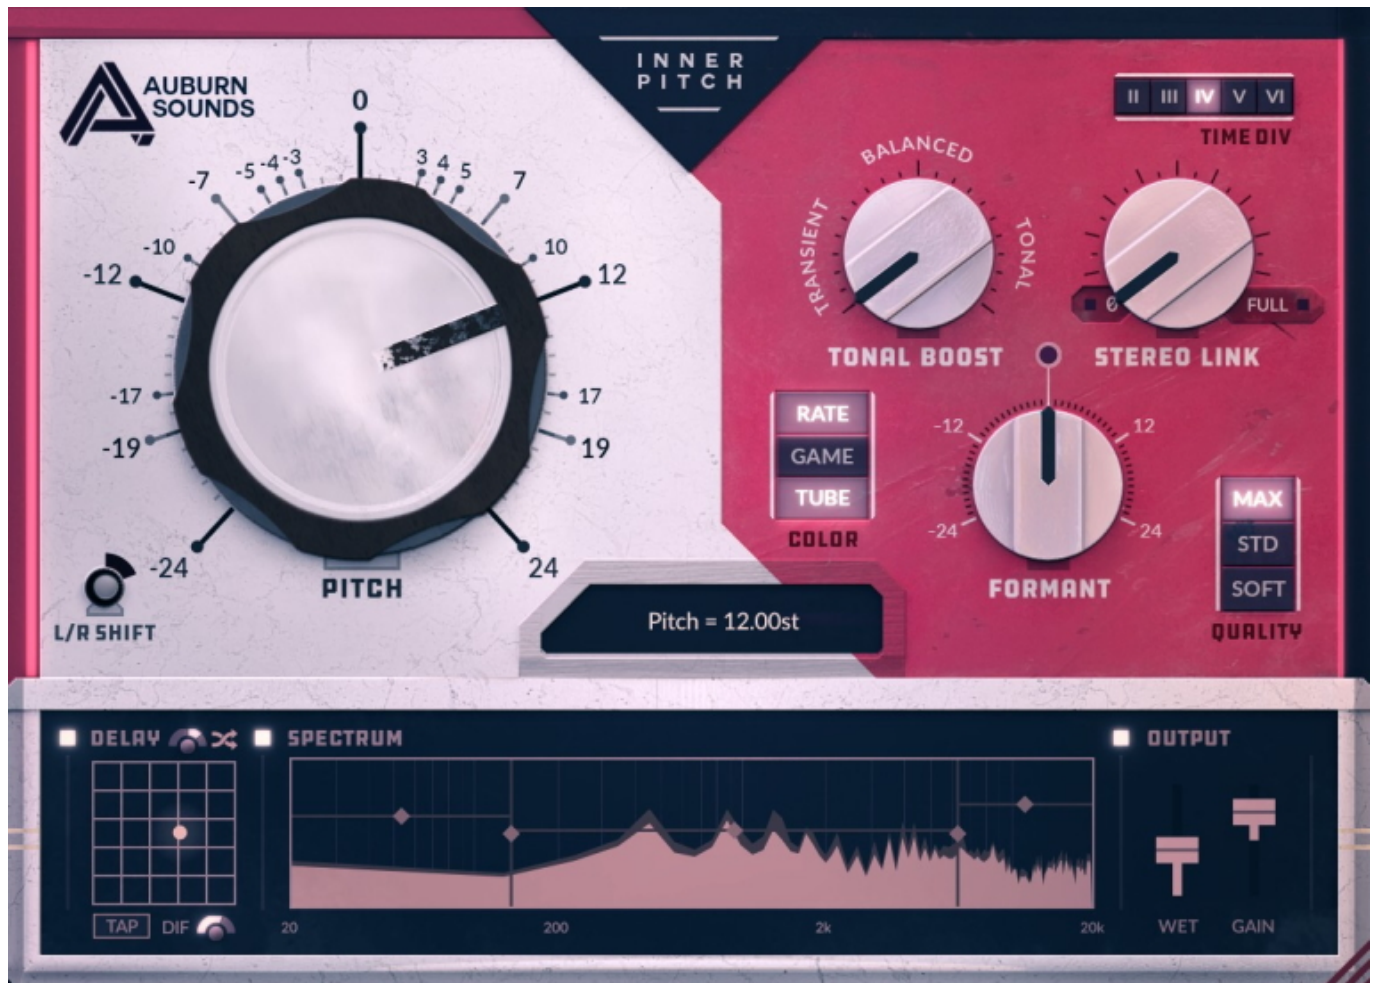 INNER
PITCH
AUBURN
SOUNDS
0
-3
-4
-5
-7
-10
-12
-17
-19
-24
3
4
5
7
10
12
17
19
24
PITCH
L/R SHIFT
II III IV V VI
TIME DIV
TRANSIENT
BALANCED
TONAL
TONAL BOOST
0
FULL
STEREO LINK
RATE
GAME
TUBE
COLOR
-12
12
-24
24
FORMANT
MAX
STD
SOFT
QUALITY
Pitch = 12.00st
DELAY
SPECTRUM
OUTPUT
TAP
DIF
20
200
2k
20k
WET
GAIN